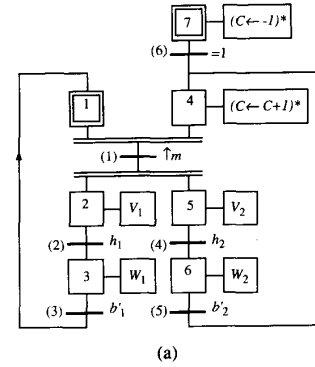 7 (C←-1)*
(6) =1
1 4 (C←C+1)*
(1) ↑m
2 V₁ 5 V₂
(2) h₁ (4) h₂
3 W₁ 6 W₂
(3) b'₁ (5) b'₂
(a)